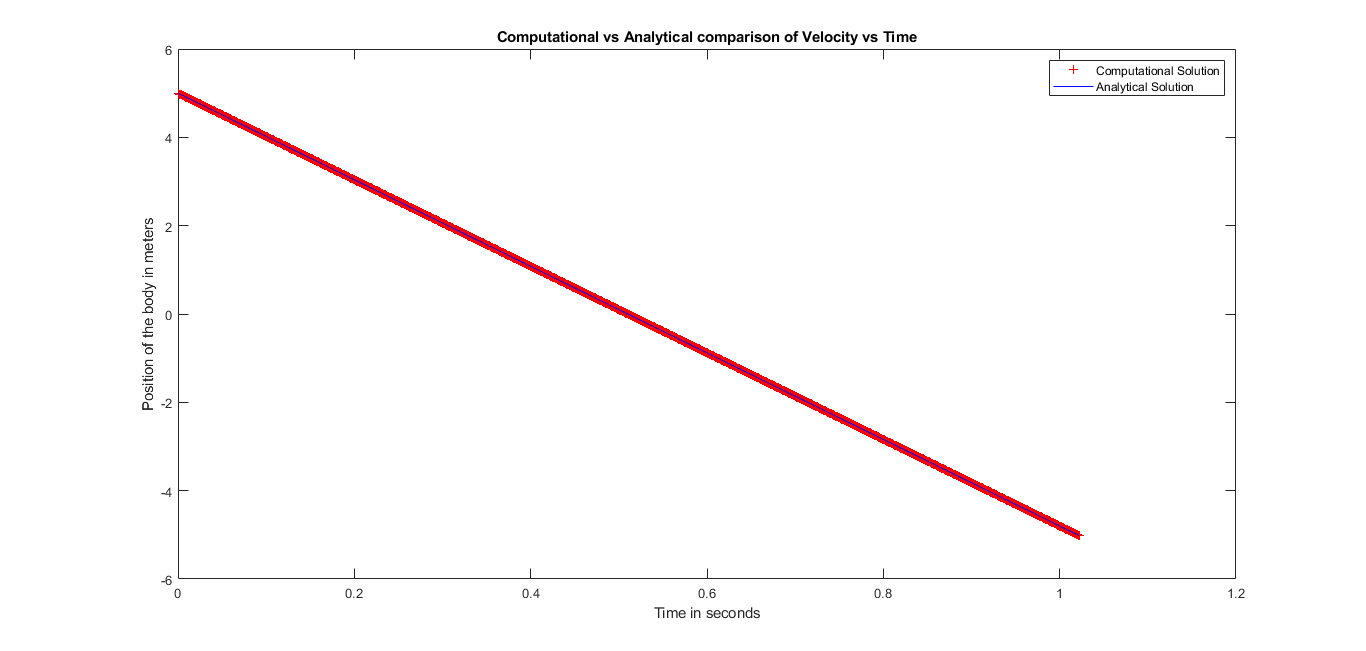 Computational vs Analytical comparison of Velocity vs Time
Computational Solution
Analytical Solution
Position of the body in meters
6
4
2
0
-2
-4
-6
0
0.2
0.4
0.6
0.8
1
1.2
Time in seconds